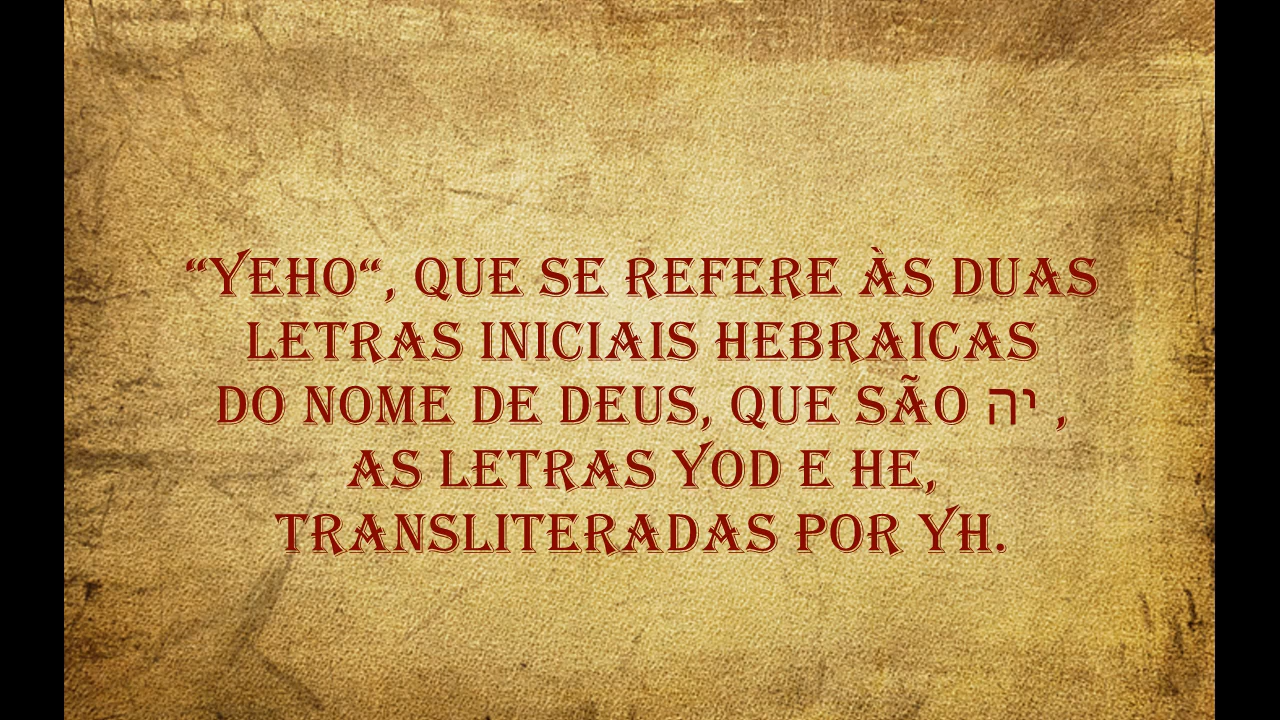 “YEHO“, QUE SE REFERE ÀS DUAS
LETRAS INICIAIS HEBRAICAS
DO NOME DE DEUS, QUE SÃO יה ,
AS LETRAS YOD E HE,
TRANSLITERADAS POR YH.